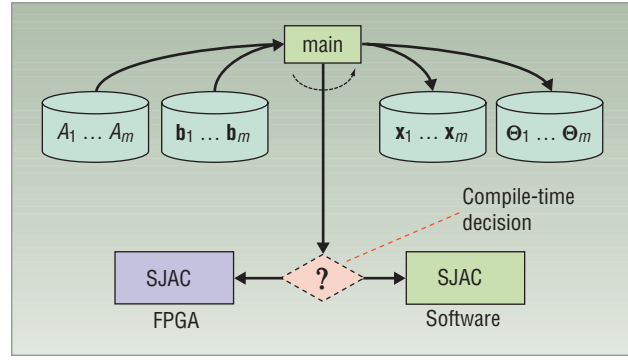 main
A₁ … Aₘ
b₁ … bₘ
x₁ … xₘ
Θ₁ … Θₘ
Compile-time
decision
SJAC
?
SJAC
FPGA
Software